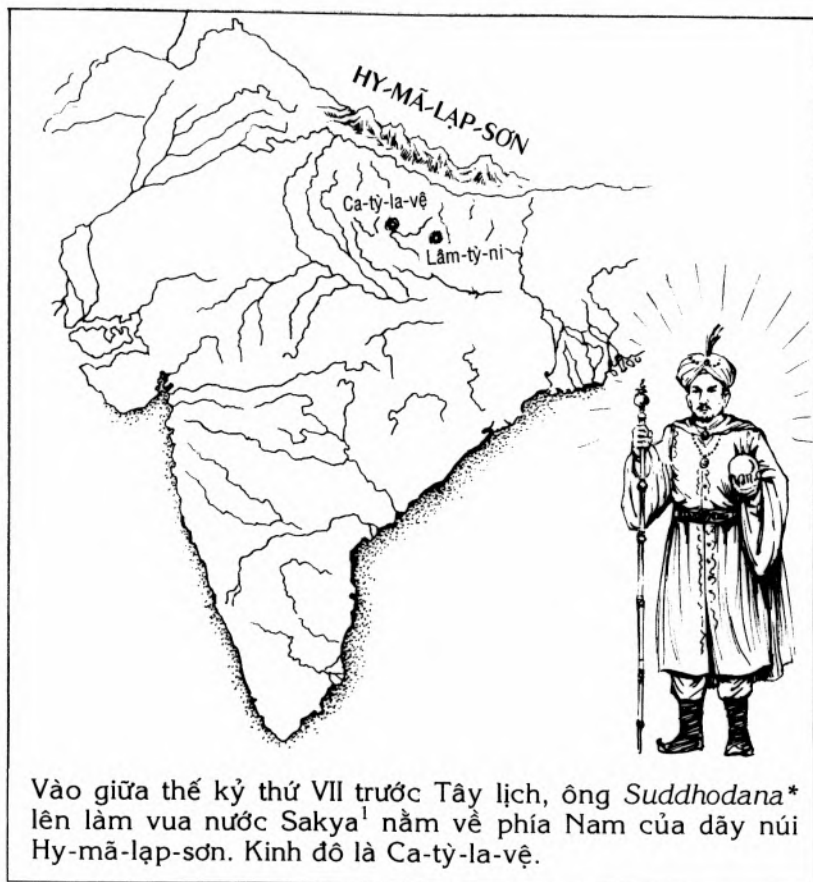 HY-MÃ-LẠP-SƠN
Ca-tỳ-la-vệ
Lâm-tỳ-ni
Vào giữa thế kỷ thứ VII trước Tây lịch, ông Suddhodana*
lên làm vua nước Sakya¹ nằm về phía Nam của dãy núi
Hy-mã-lạp-sơn. Kinh đô là Ca-tỳ-la-vệ.